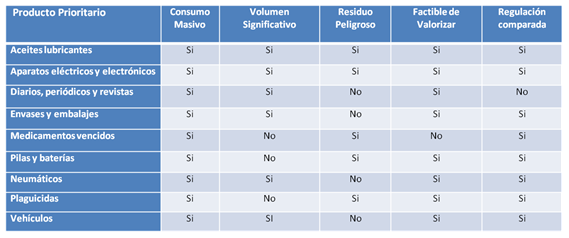 Producto Prioritario Consumo Masivo Volumen Significativo Residuo Peligroso Factible de Valorizar Regulación comparada
Aceites lubricantes Si Si Si Si Si
Aparatos eléctricos y electrónicos Si Si Si Si Si
Diarios, periódicos y revistas Si Si No Si No
Envases y embalajes Si Si No Si Si
Medicamentos vencidos Si No Si No Si
Pilas y baterías Si No Si Si Si
Neumáticos Si Si No Si Si
Plaguicidas Si No Si Si Si
Vehículos Si SI No Si Si